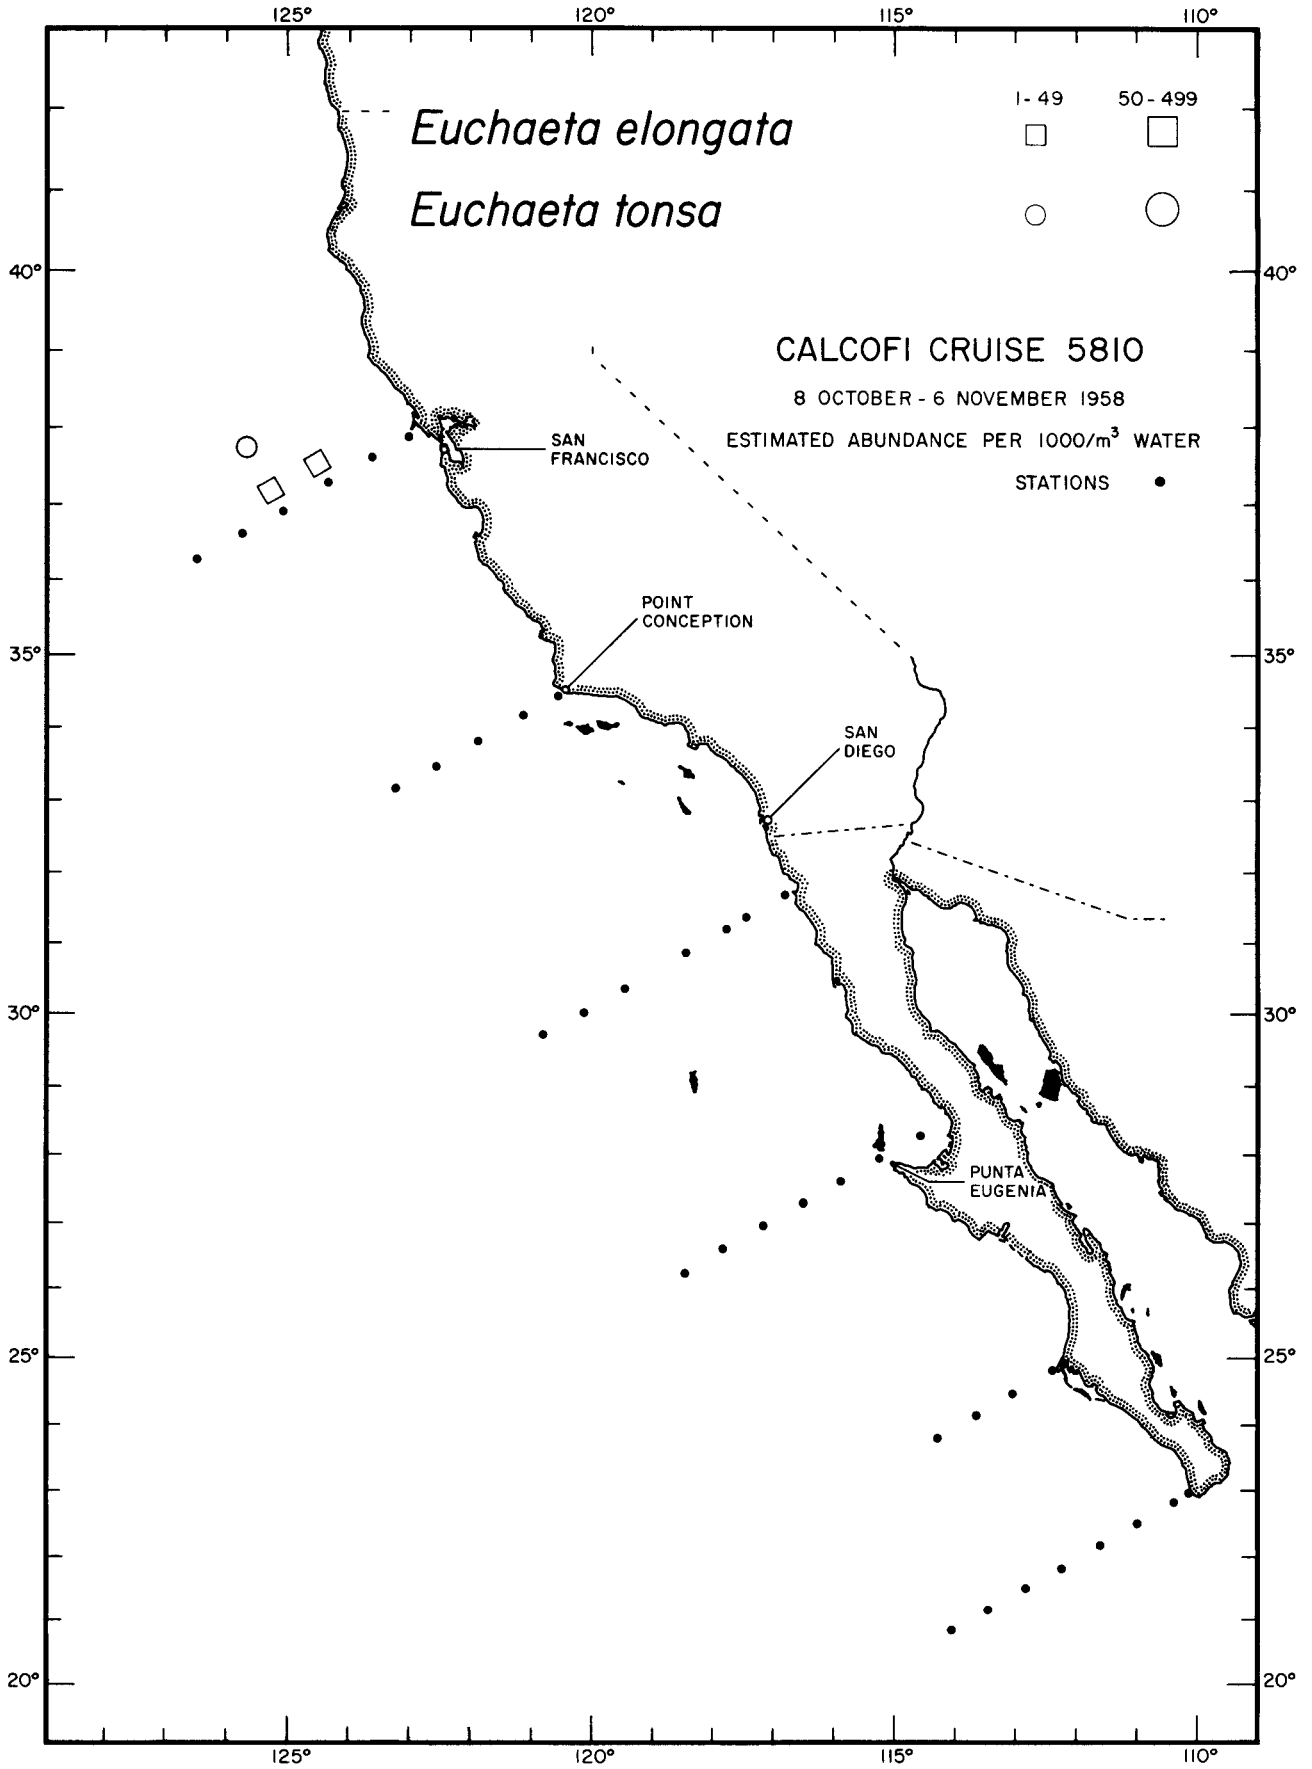 125° 120° 115° 110°
1-49 50-499
Euchaeta elongata
Euchaeta tonsa
40° 40°
CALCOFI CRUISE 5810
8 OCTOBER - 6 NOVEMBER 1958
ESTIMATED ABUNDANCE PER 1000/m³ WATER
STATIONS
SAN
FRANCISCO
POINT
CONCEPTION
35° 35°
SAN
DIEGO
30° 30°
PUNTA
EUGENIA
25° 25°
20° 20°
125° 120° 115° 110°